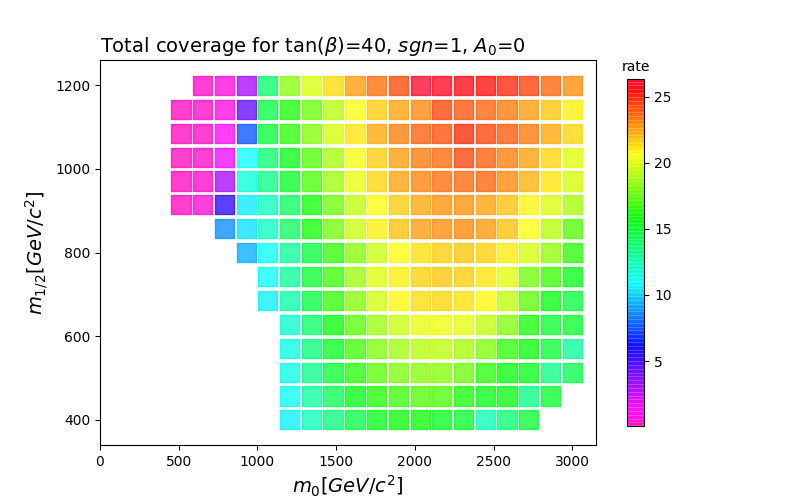 Total coverage for tan(β)=40, sgn=1, A₀=0
rate
1200
1000
800
600
400
m₁/₂[GeV/c²]
0 500 1000 1500 2000 2500 3000
m₀[GeV/c²]
25
20
15
10
5